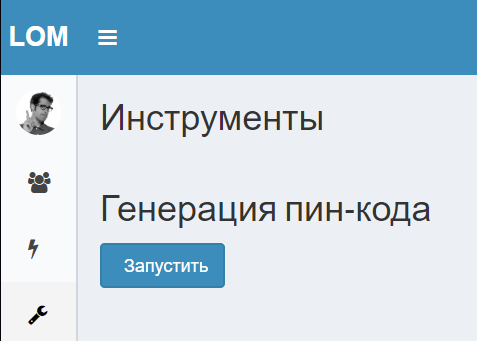 LOM
Инструменты
Генерация пин-кода
Запустить